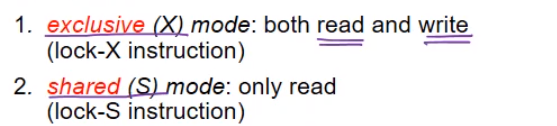 1. exclusive (X) mode: both read and write
(lock-X instruction)
2. shared (S) mode: only read
(lock-S instruction)